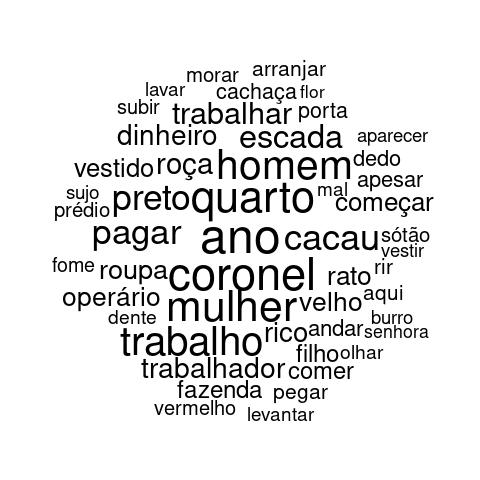 morar arranjar
lavar cachaça flor
subir trabalhar porta
dinheiro escada aparecer
vestido roça homem dedo
sujo preto quarto mal apesar
prédio começar
pagar ano cacau sótão
vestir
fome roupa coronel rato rir
operário mulher velho aqui
dente trabalho rico andar burro
senhora
trabalhador filho olhar
comer
fazenda pegar
vermelho levantar